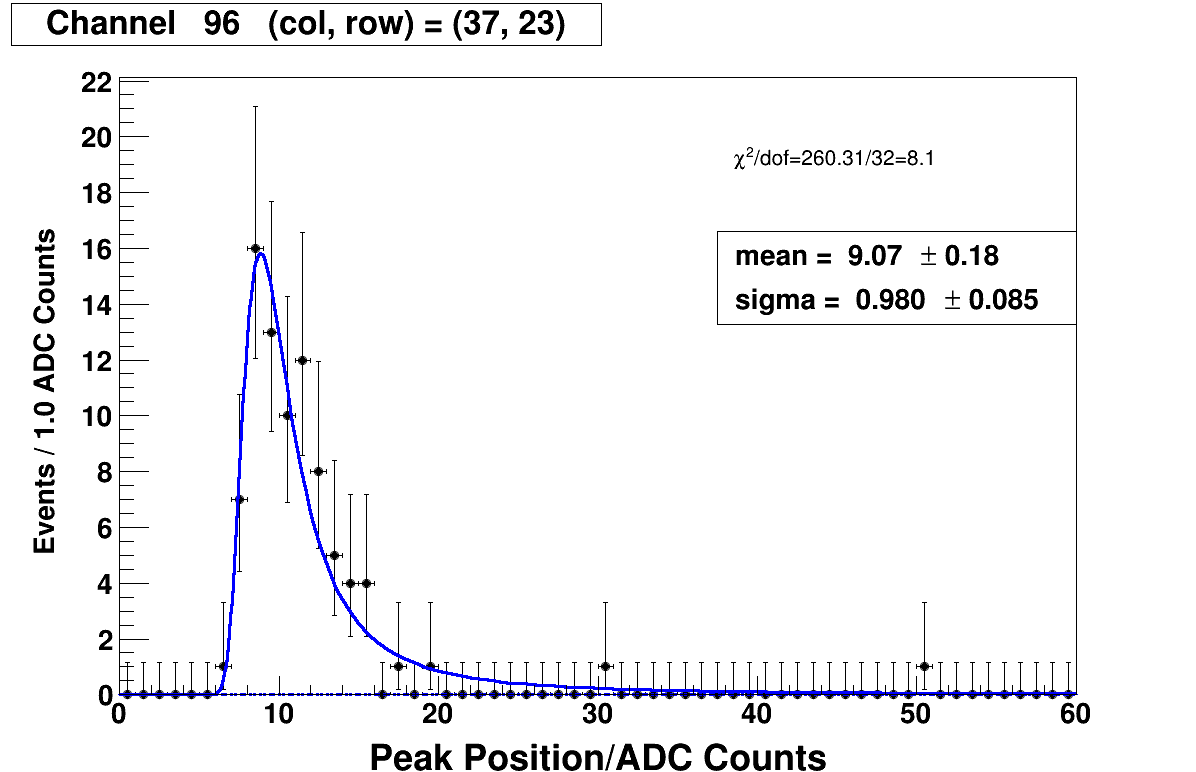 Channel 96 (col, row) = (37, 23)
22
20
18
16
14
12
10
8
6
4
2
0
Events / 1.0 ADC Counts
χ²/dof=260.31/32=8.1
mean = 9.07 ± 0.18
sigma = 0.980 ± 0.085
0 10 20 30 40 50 60
Peak Position/ADC Counts